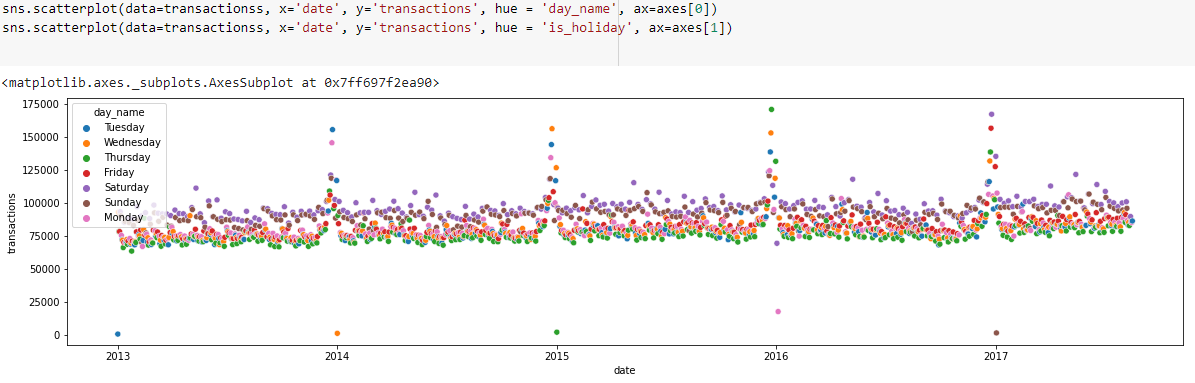 sns.scatterplot(data=transactionss, x='date', y='transactions', hue = 'day_name', ax=axes[0])
sns.scatterplot(data=transactionss, x='date', y='transactions', hue = 'is_holiday', ax=axes[1])
<matplotlib.axes._subplots.AxesSubplot at 0x7ff697f2ea90>
175000
150000
125000
100000
75000
50000
25000
0
transactions
day_name
Tuesday
Wednesday
Thursday
Friday
Saturday
Sunday
Monday
2013
2014
2015
2016
2017
date